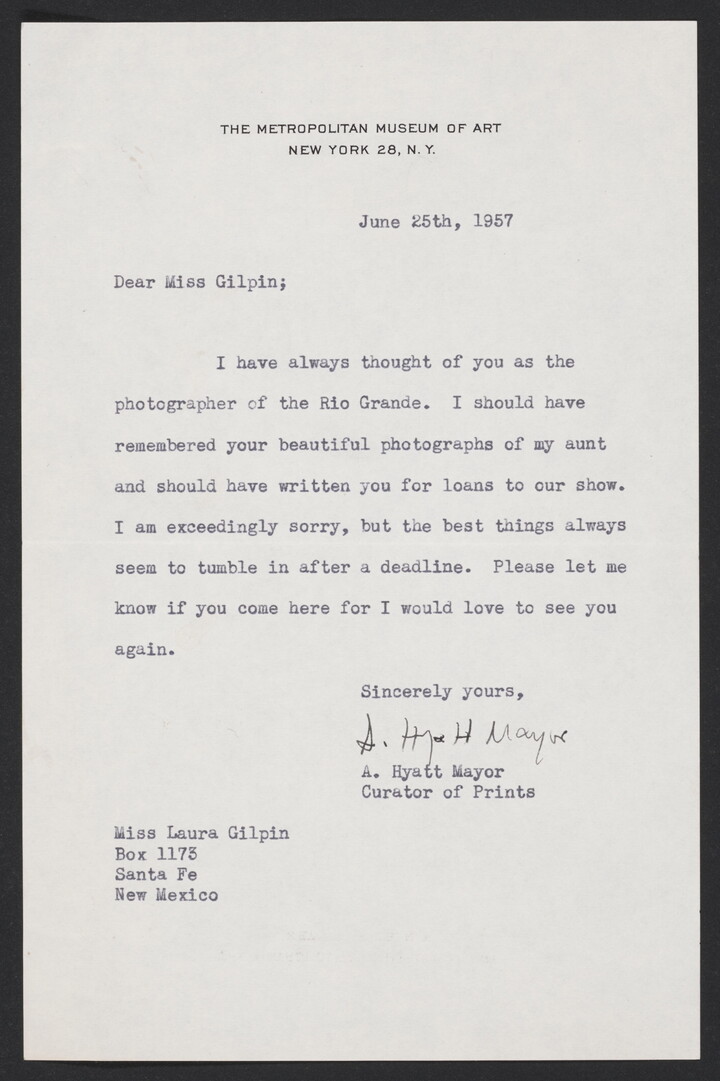 THE METROPOLITAN MUSEUM OF ART
NEW YORK 28, N. Y.
June 25th, 1957
Dear Miss Gilpin;
I have always thought of you as the
photographer of the Rio Grande. I should have
remembered your beautiful photographs of my aunt
and should have written you for loans to our show.
I am exceedingly sorry, but the best things always
seem to tumble in after a deadline. Please let me
know if you come here for I would love to see you
again.
Sincerely yours,
A. Hyatt Mayor
A. Hyatt Mayor
Curator of Prints
Miss Laura Gilpin
Box 1173
Santa Fe
New Mexico